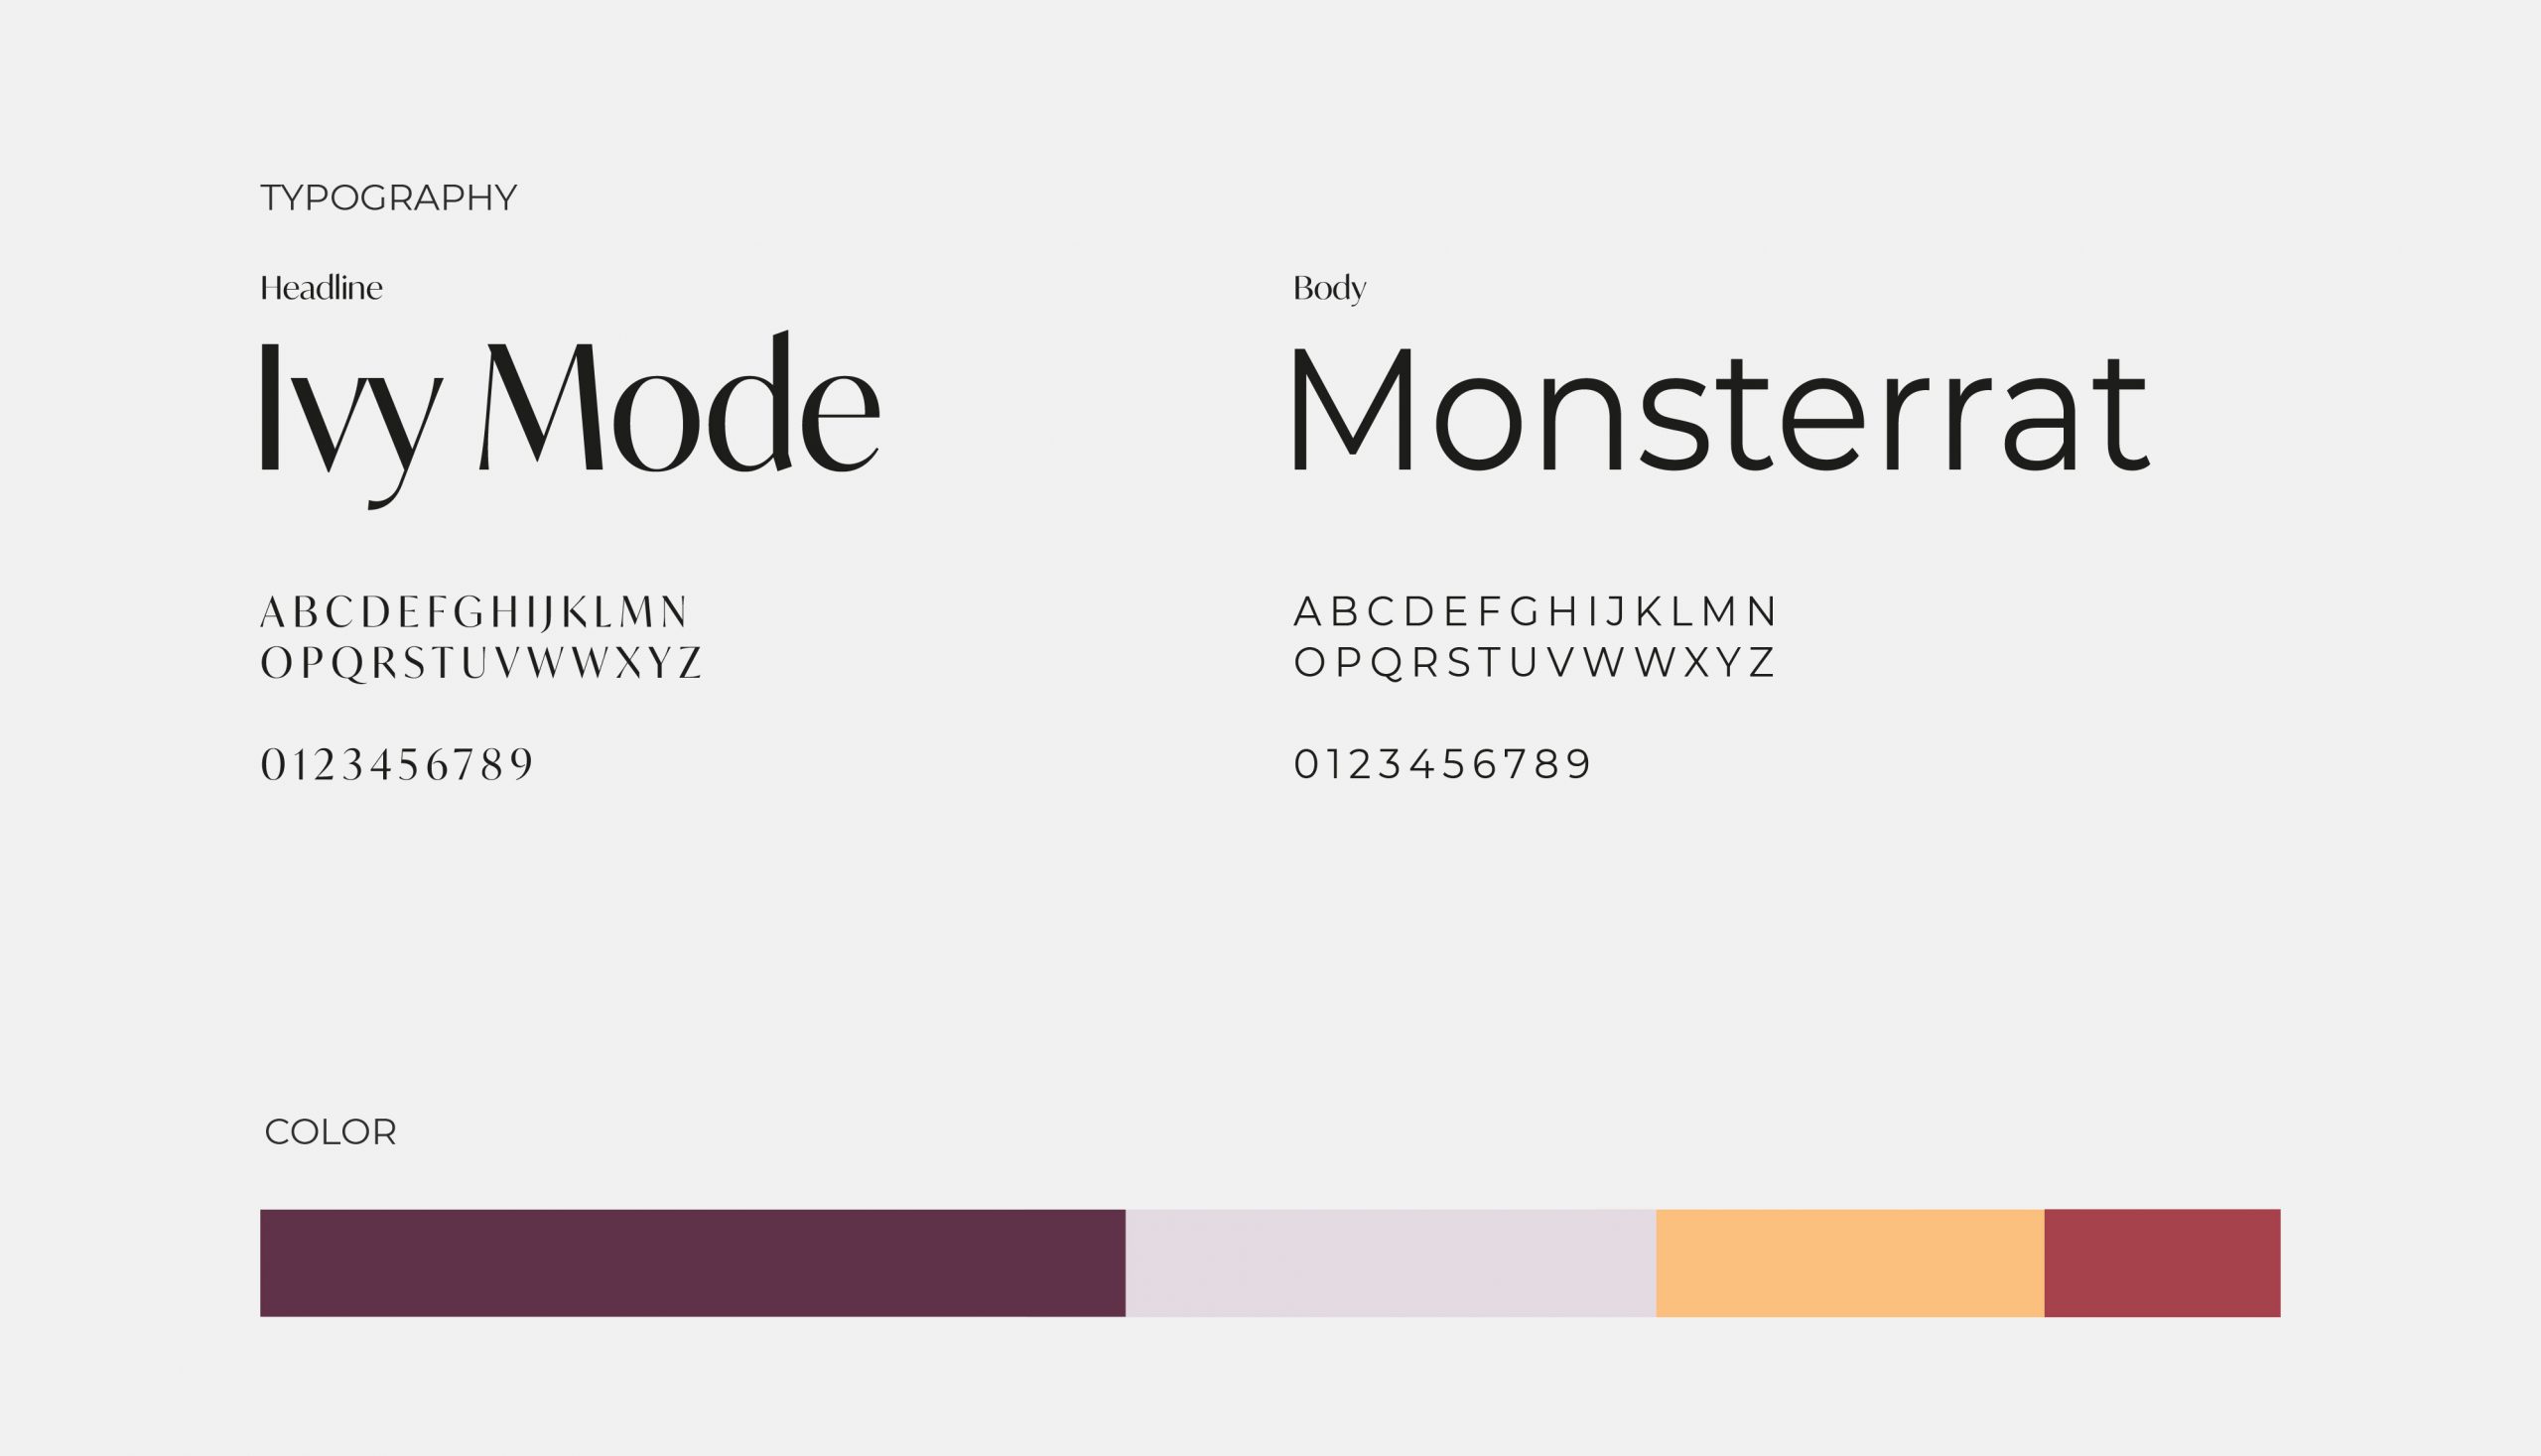 TYPOGRAPHY
Headline
Ivy Mode
ABCDEFGHIJKLMN
OPQRSTUVWWXYZ
0123456789
Body
Monsterrat
ABCDEFGHIJKLMN
OPQRSTUVWWXYZ
0123456789
COLOR